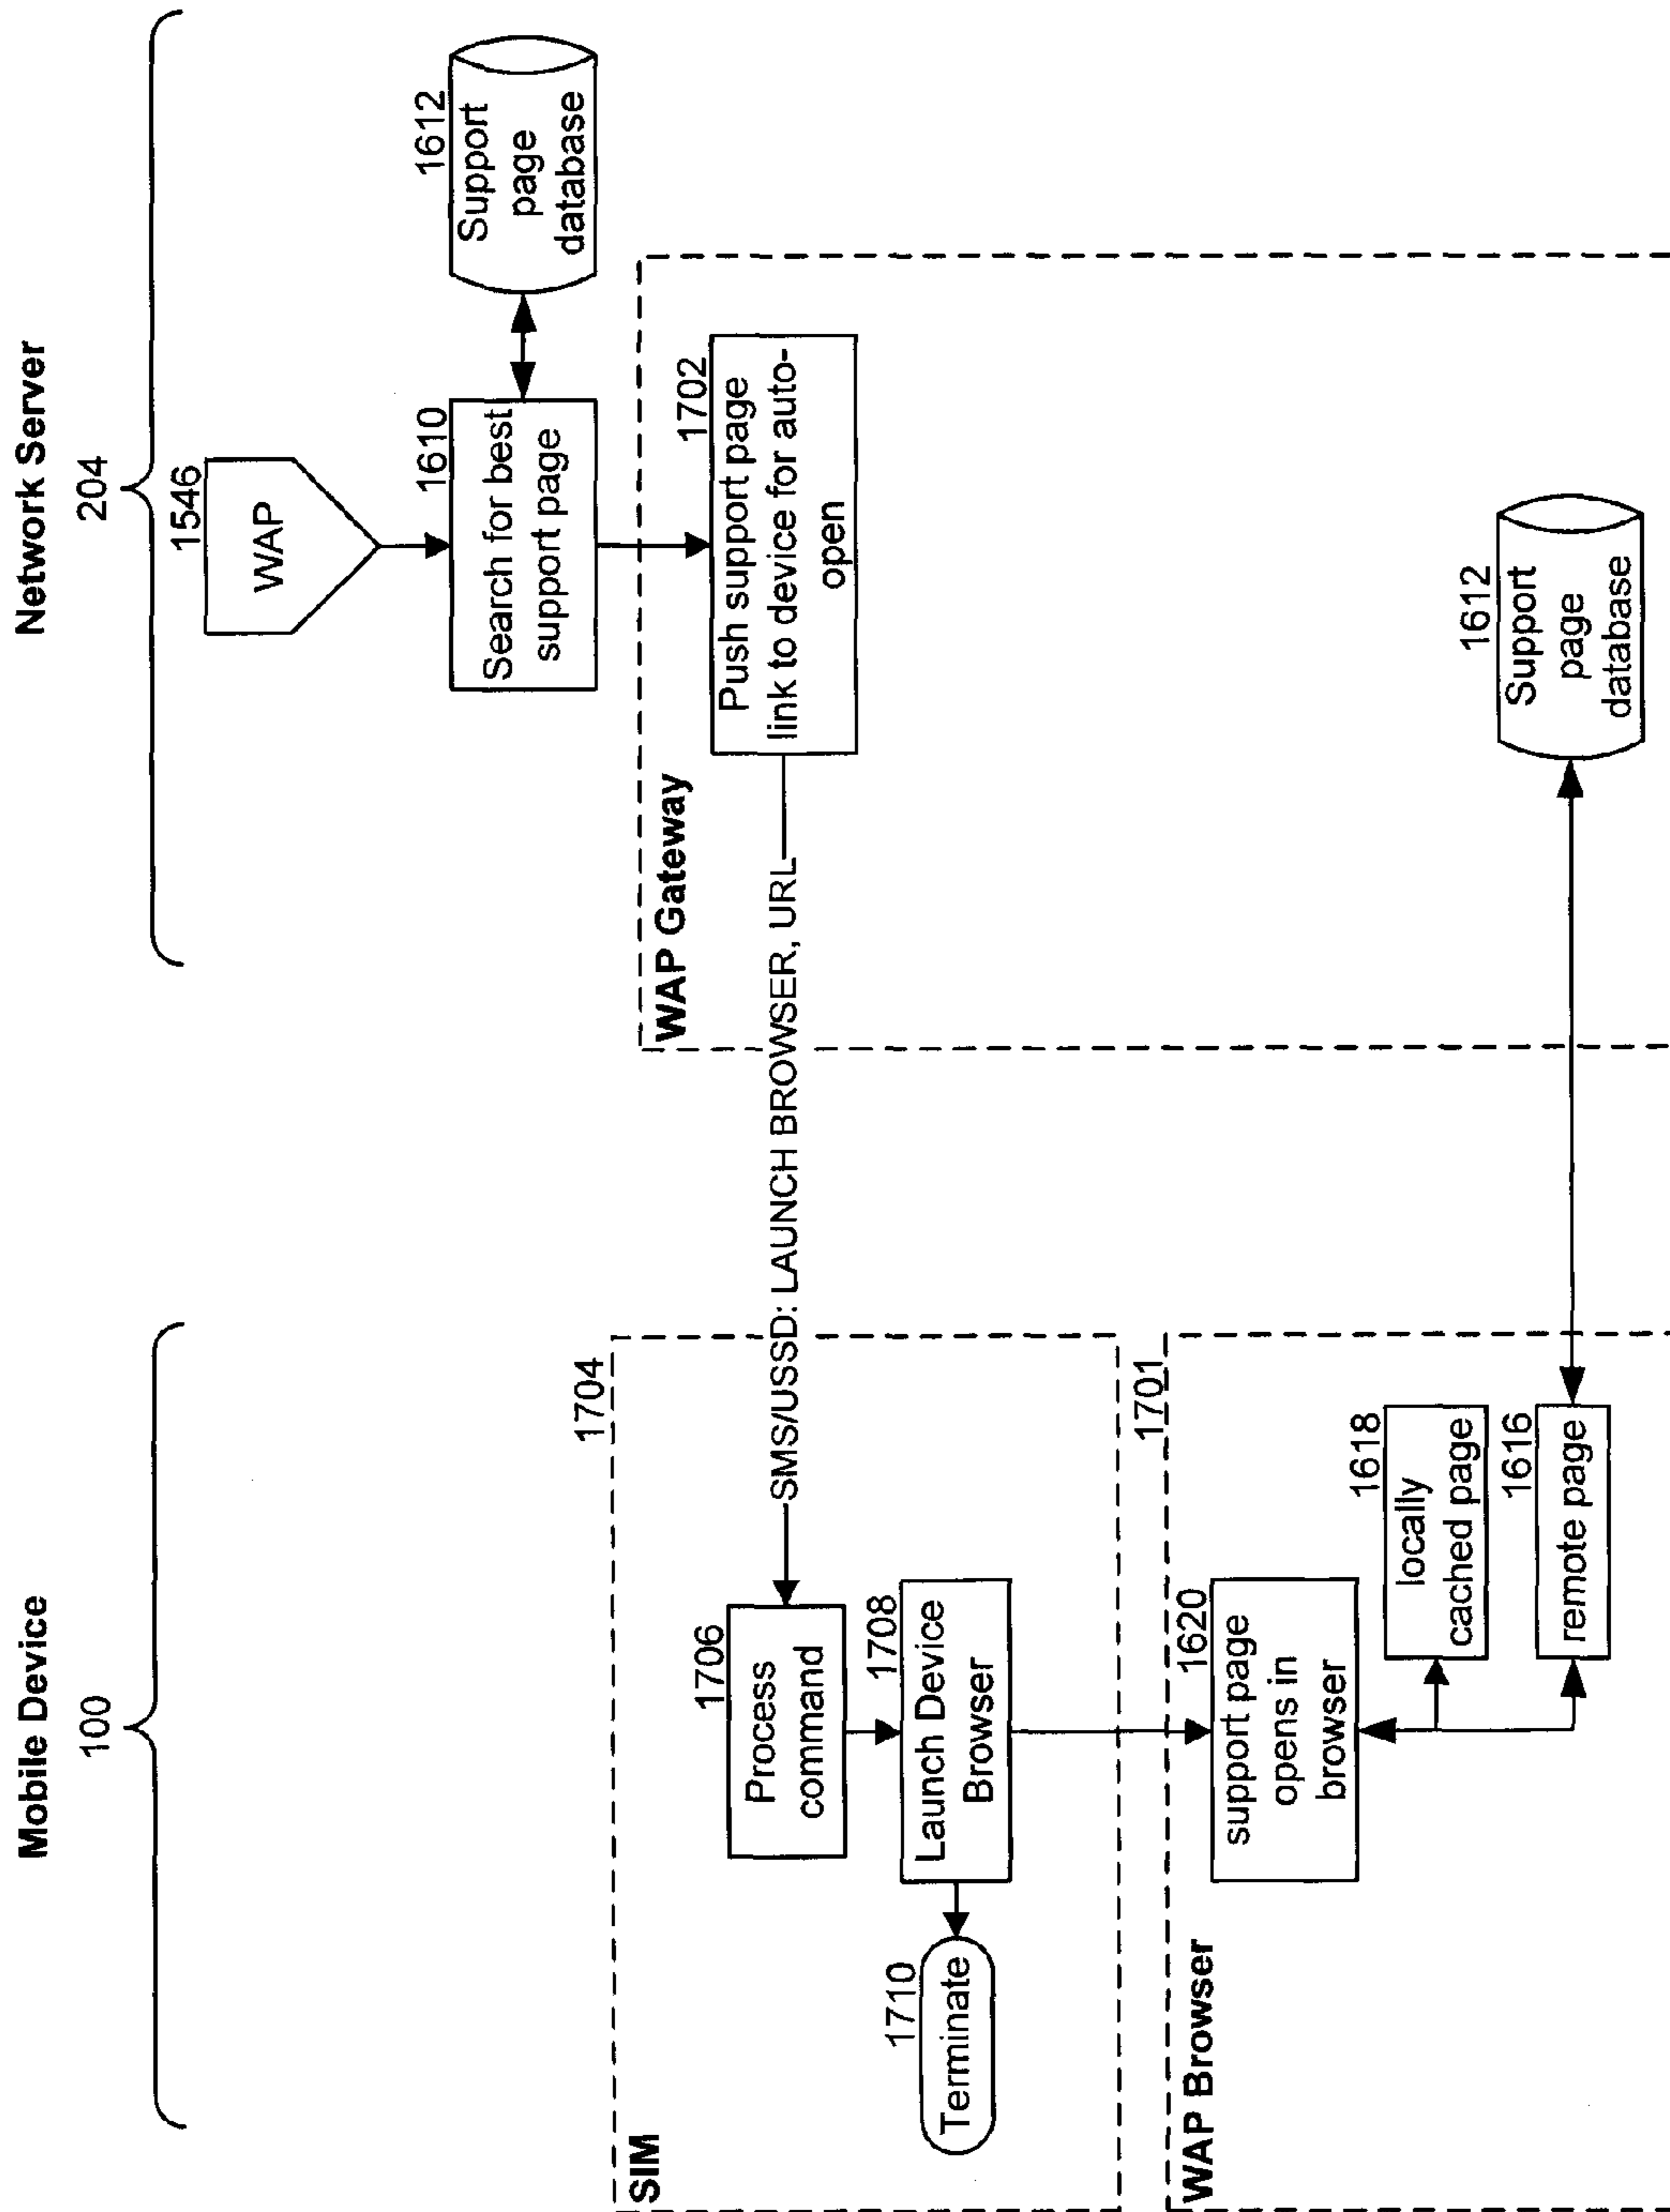 Mobile Device
100
Network Server
204
1546
WAP
1610
Search for best
support page
1612
Support
page
database
WAP Gateway
1702
Push support page
link to device for auto-
open
SMS/USSD: LAUNCH BROWSER, URL
SIM
1704
1706
Process
command
1708
Launch Device
Browser
1710
Terminate
WAP Browser
1701
1620
support page
opens in
browser
1618
locally
cached page
1616
remote page
1612
Support
page
database